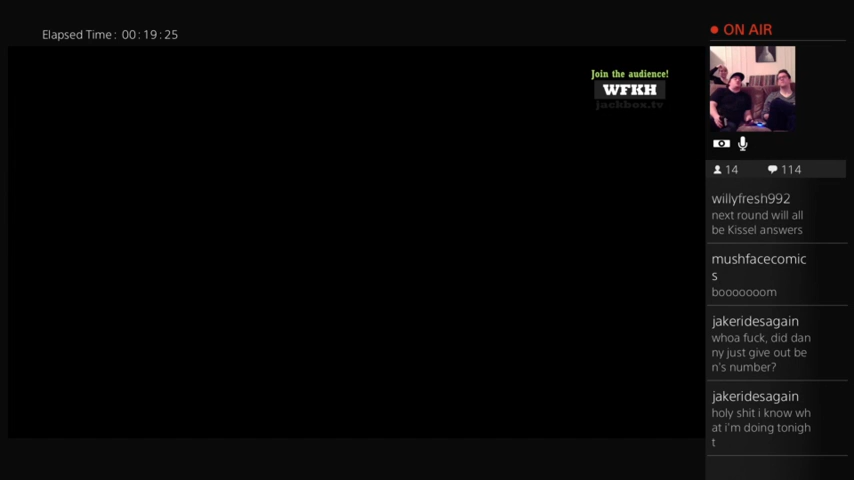 Elapsed Time: 00:19:25
ON AIR
Join the audience!
WFKH
jackbox.tv
14
114
willyfresh992
next round will all
be Kissel answers
mushfacecomic
s
booooooom
jakeridesagain
whoa fuck, did dan
ny just give out be
n's number?
jakeridesagain
holy shit i know wh
at i'm doing tonigh
t